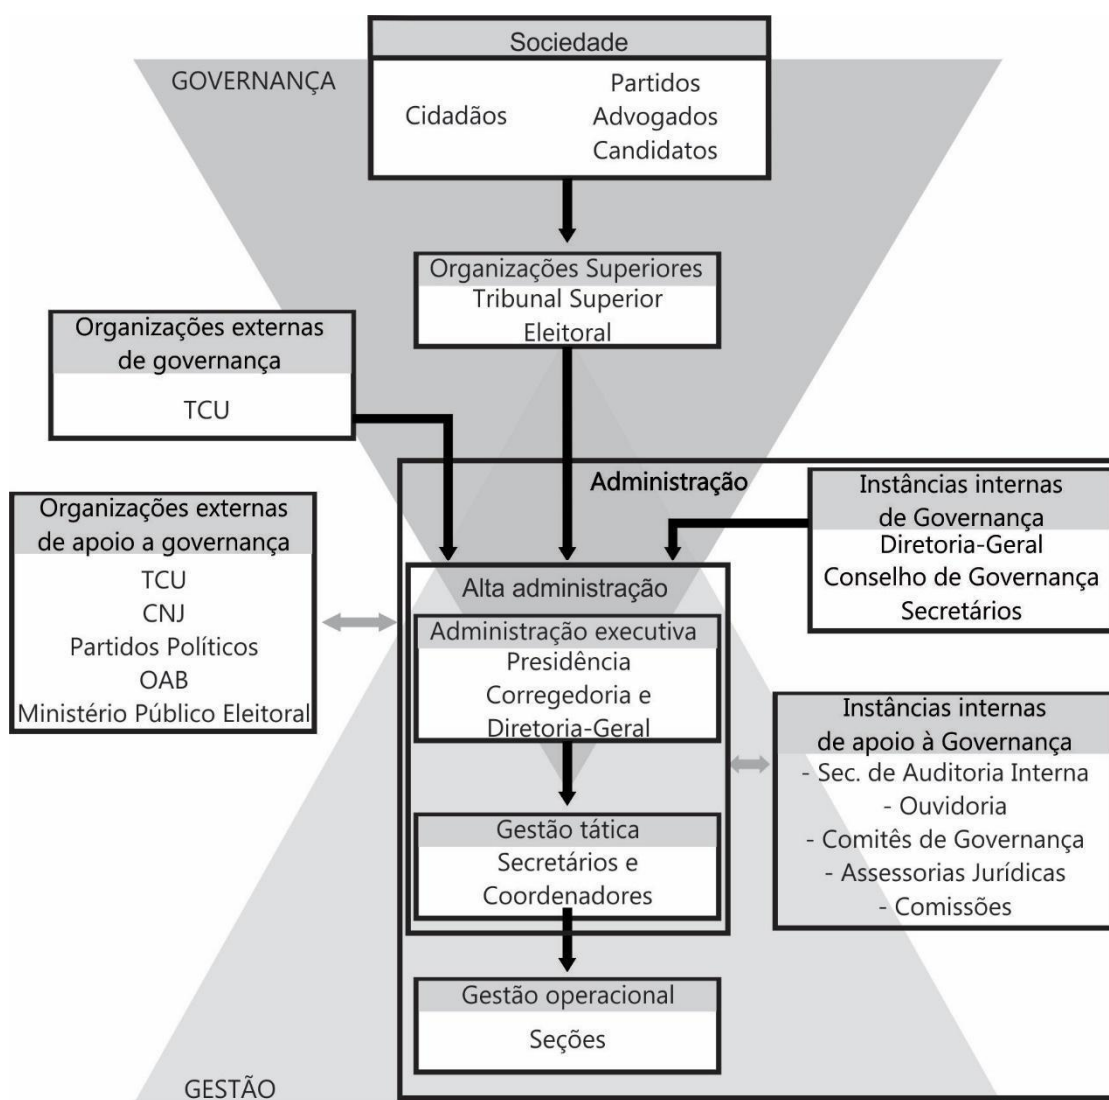 Sociedade
GOVERNANÇA
Cidadãos
Partidos
Advogados
Candidatos
Organizações Superiores
Tribunal Superior
Eleitoral
Organizações externas
de governança
TCU
Administração
Organizações externas
de apoio a governança
TCU
CNJ
Partidos Políticos
OAB
Ministério Público Eleitoral
Instâncias internas
de Governança
Diretoria-Geral
Conselho de Governança
Secretários
Alta administração
Administração executiva
Presidência
Corregedoria e
Diretoria-Geral
Instâncias internas
de apoio à Governança
- Sec. de Auditoria Interna
- Ouvidoria
- Comitês de Governança
- Assessorias Jurídicas
- Comissões
Gestão tática
Secretários e
Coordenadores
Gestão operacional
Seções
GESTÃO